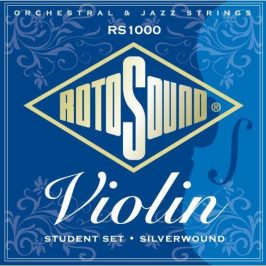 ORCHESTRAL & JAZZ STRINGS
RS1000
ROTOSOUND®
Violin
STUDENT SET • SILVERWOUND